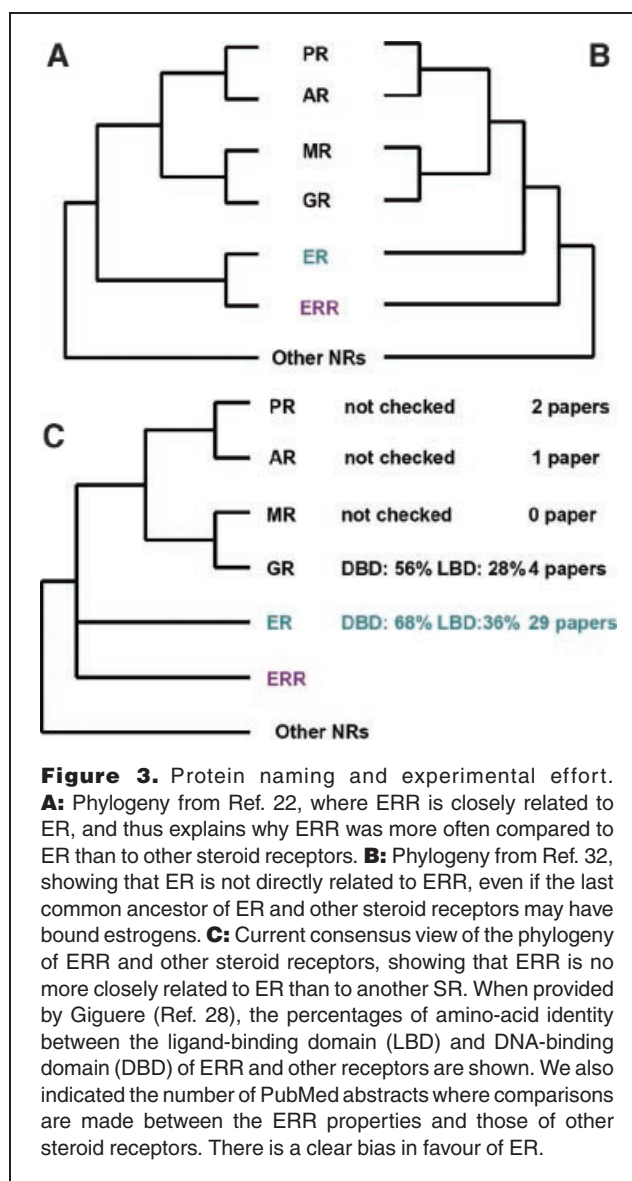 A
B
PR
AR
MR
GR
ER
ERR
Other NRs
C
PR not checked 2 papers
AR not checked 1 paper
MR not checked 0 paper
GR DBD: 56% LBD: 28% 4 papers
ER DBD: 68% LBD:36% 29 papers
ERR
Other NRs
Figure 3. Protein naming and experimental effort.
A: Phylogeny from Ref. 22, where ERR is closely related to
ER, and thus explains why ERR was more often compared to
ER than to other steroid receptors. B: Phylogeny from Ref. 32,
showing that ER is not directly related to ERR, even if the last
common ancestor of ER and other steroid receptors may have
bound estrogens. C: Current consensus view of the phylogeny
of ERR and other steroid receptors, showing that ERR is no
more closely related to ER than to another SR. When provided
by Giguere (Ref. 28), the percentages of amino-acid identity
between the ligand-binding domain (LBD) and DNA-binding
domain (DBD) of ERR and other receptors are shown. We also
indicated the number of PubMed abstracts where comparisons
are made between the ERR properties and those of other
steroid receptors. There is a clear bias in favour of ER.